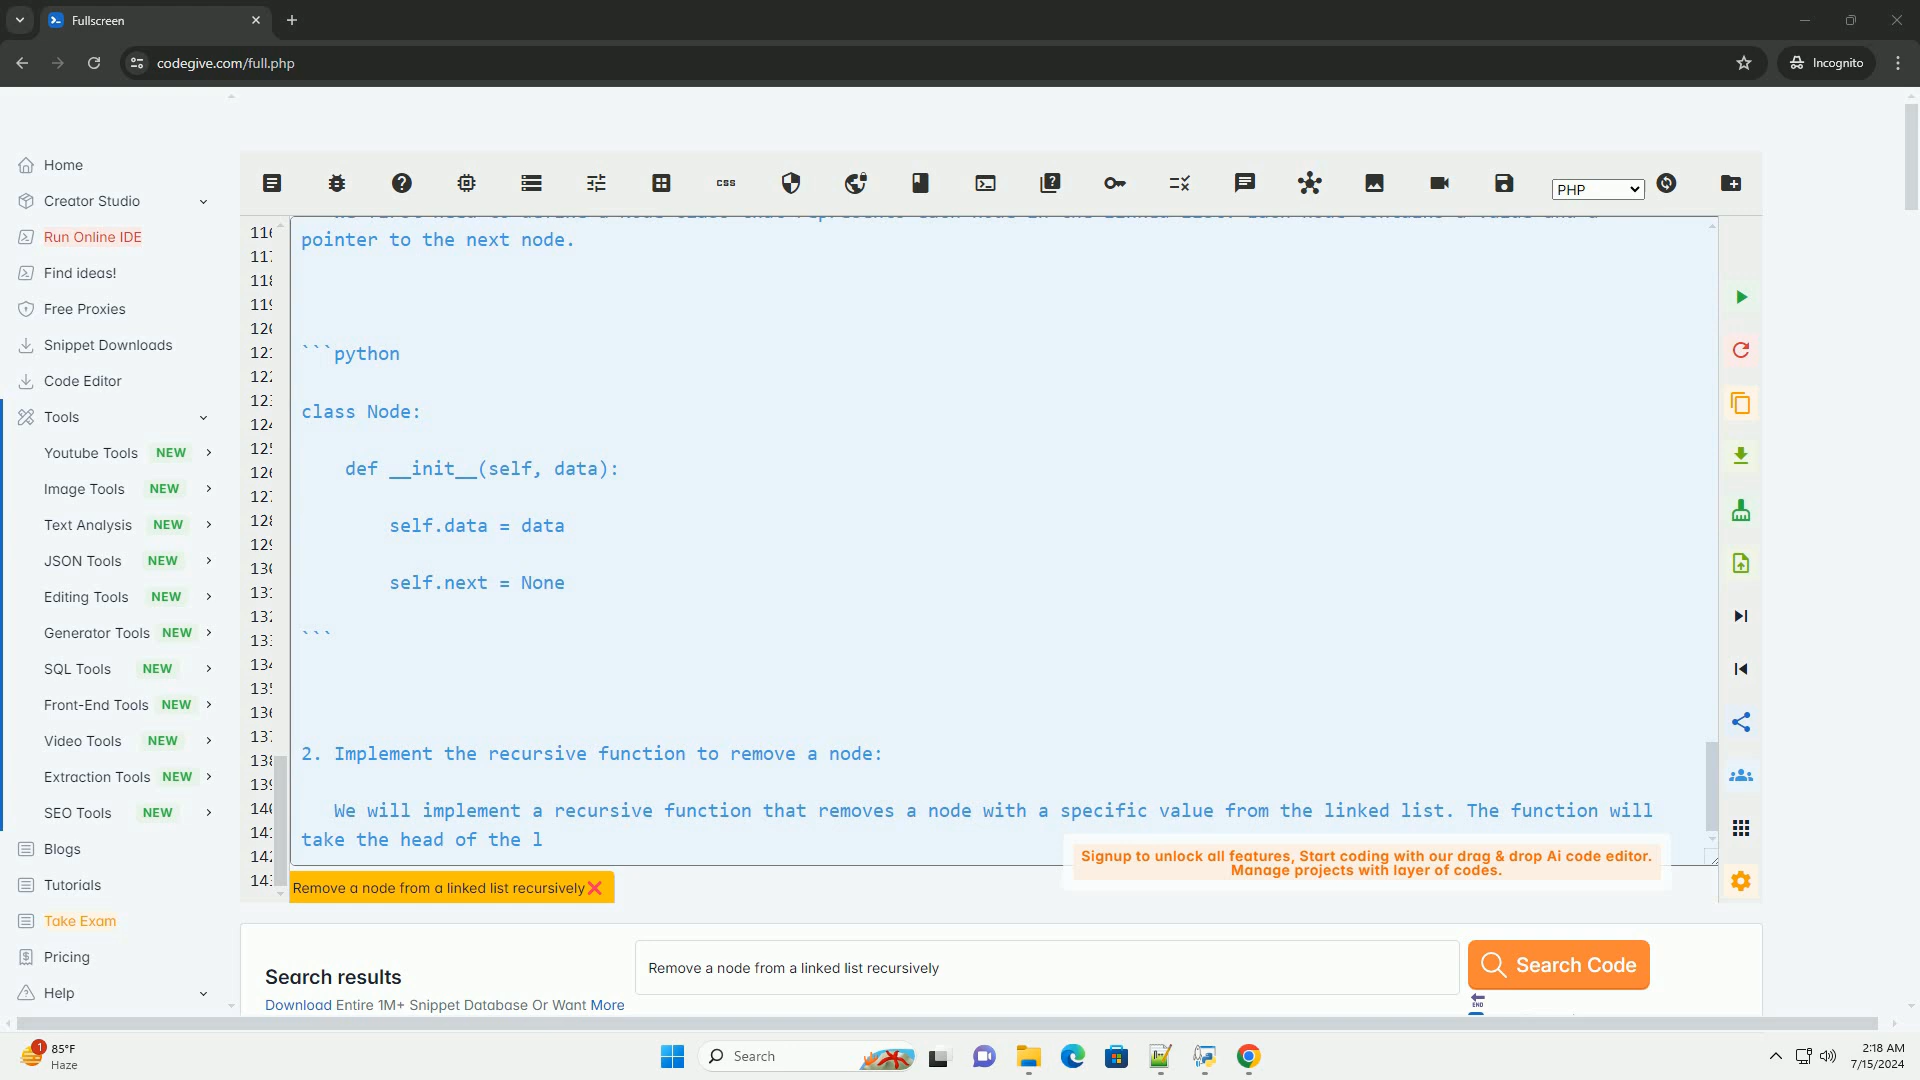 Fullscreen
codegive.com/full.php
Incognito
Home
Creator Studio
Run Online IDE
Find ideas!
Free Proxies
Snippet Downloads
Code Editor
Tools
Youtube Tools NEW
Image Tools NEW
Text Analysis NEW
JSON Tools NEW
Editing Tools NEW
Generator Tools NEW
SQL Tools NEW
Front-End Tools NEW
Video Tools NEW
Extraction Tools NEW
SEO Tools NEW
Blogs
Tutorials
Take Exam
Pricing
Help
CSS
PHP
pointer to the next node.
```python
class Node:
def __init__(self, data):
self.data = data
self.next = None
```
2. Implement the recursive function to remove a node:
We will implement a recursive function that removes a node with a specific value from the linked list. The function will
take the head of the l
Signup to unlock all features, Start coding with our drag & drop Ai code editor.
Manage projects with layer of codes.
Remove a node from a linked list recursively
Search results
Download Entire 1M+ Snippet Database Or Want More
Remove a node from a linked list recursively
Search Code
END
1
85°F
Haze
Search
2:18 AM
7/15/2024